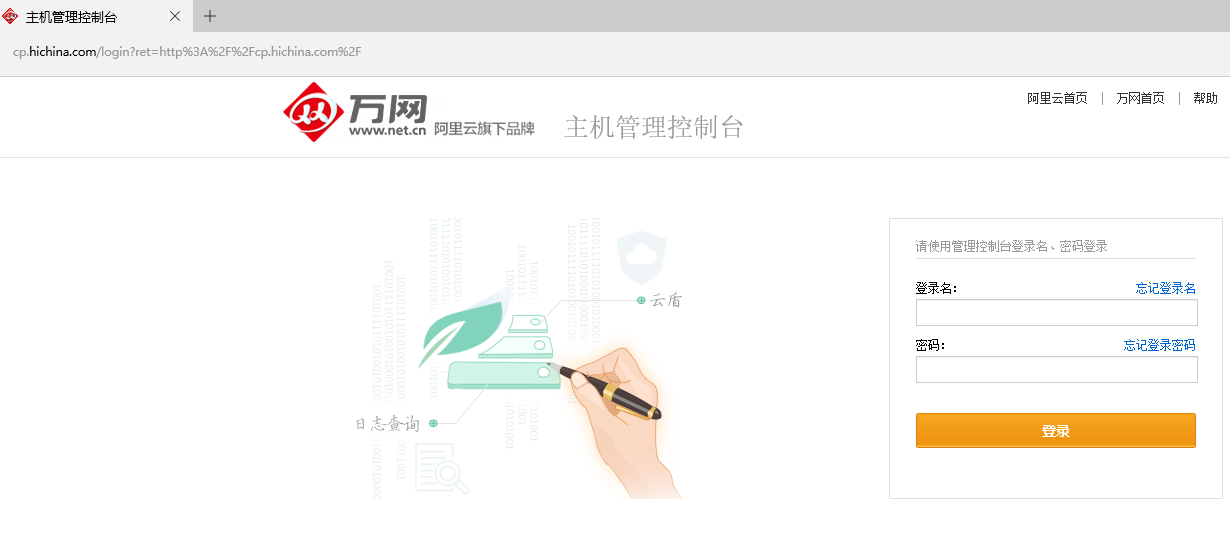 主机管理控制台
cp.hichina.com/login?ret=http%3A%2F%2Fcp.hichina.com%2F
万网
www.net.cn 阿里云旗下品牌
主机管理控制台
阿里云首页 | 万网首页 | 帮助
云盾
日志查询
请使用管理控制台登录名、密码登录
登录名：
忘记登录名
密码：
忘记登录密码
登录